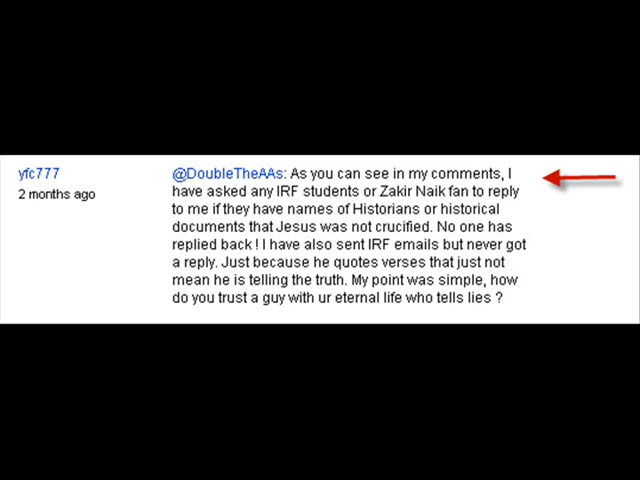 yfc777
2 months ago
@DoubleTheAAs: As you can see in my comments, I
have asked any IRF students or Zakir Naik fan to reply
to me if they have names of Historians or historical
documents that Jesus was not crucified. No one has
replied back ! I have also sent IRF emails but never got
a reply. Just because he quotes verses that just not
mean he is telling the truth. My point was simple, how
do you trust a guy with ur eternal life who tells lies ?